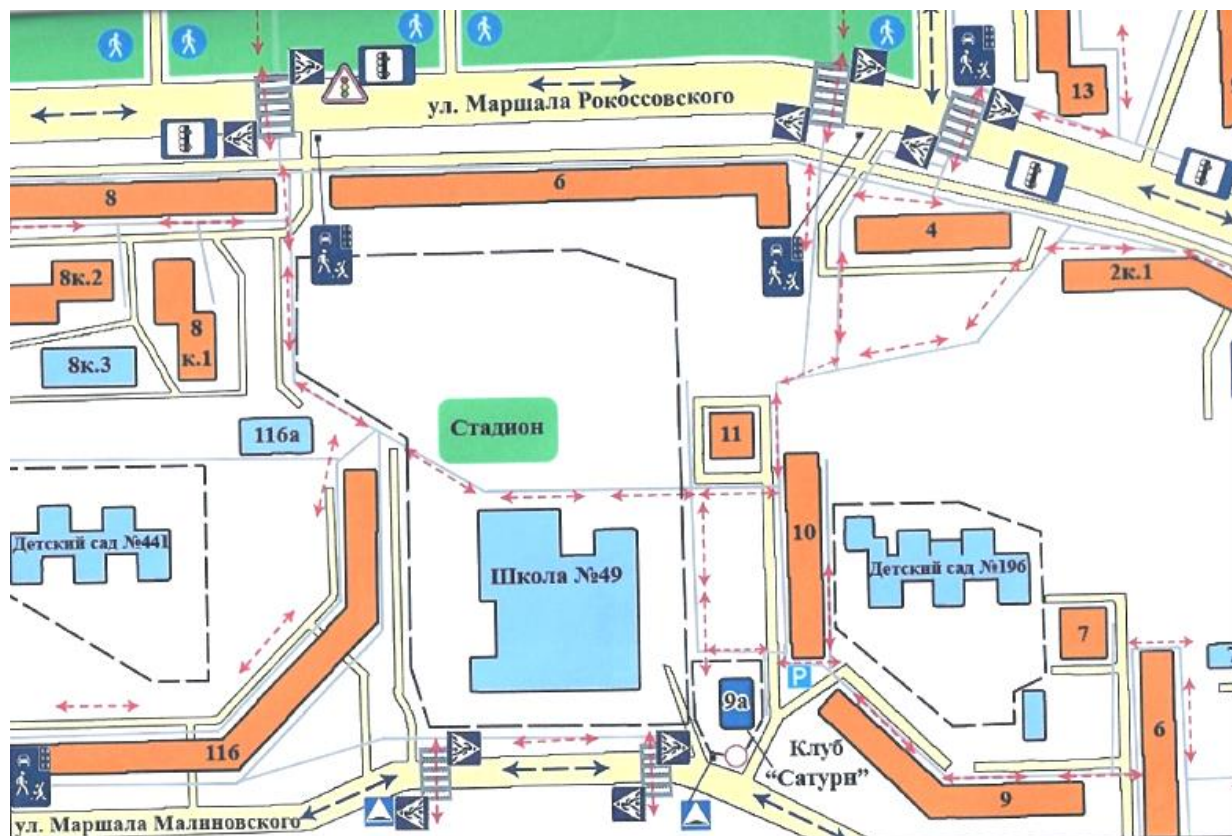 ул. Маршала Рокоссовского
13
8
6
4
2к.1
8к.2
8
к.1
8к.3
116а
Стадион
11
Детский сад №441
Школа №49
10
Детский сад №196
7
9а
P
116
Клуб
“Сатурн”
6
9
ул. Маршала Малиновского